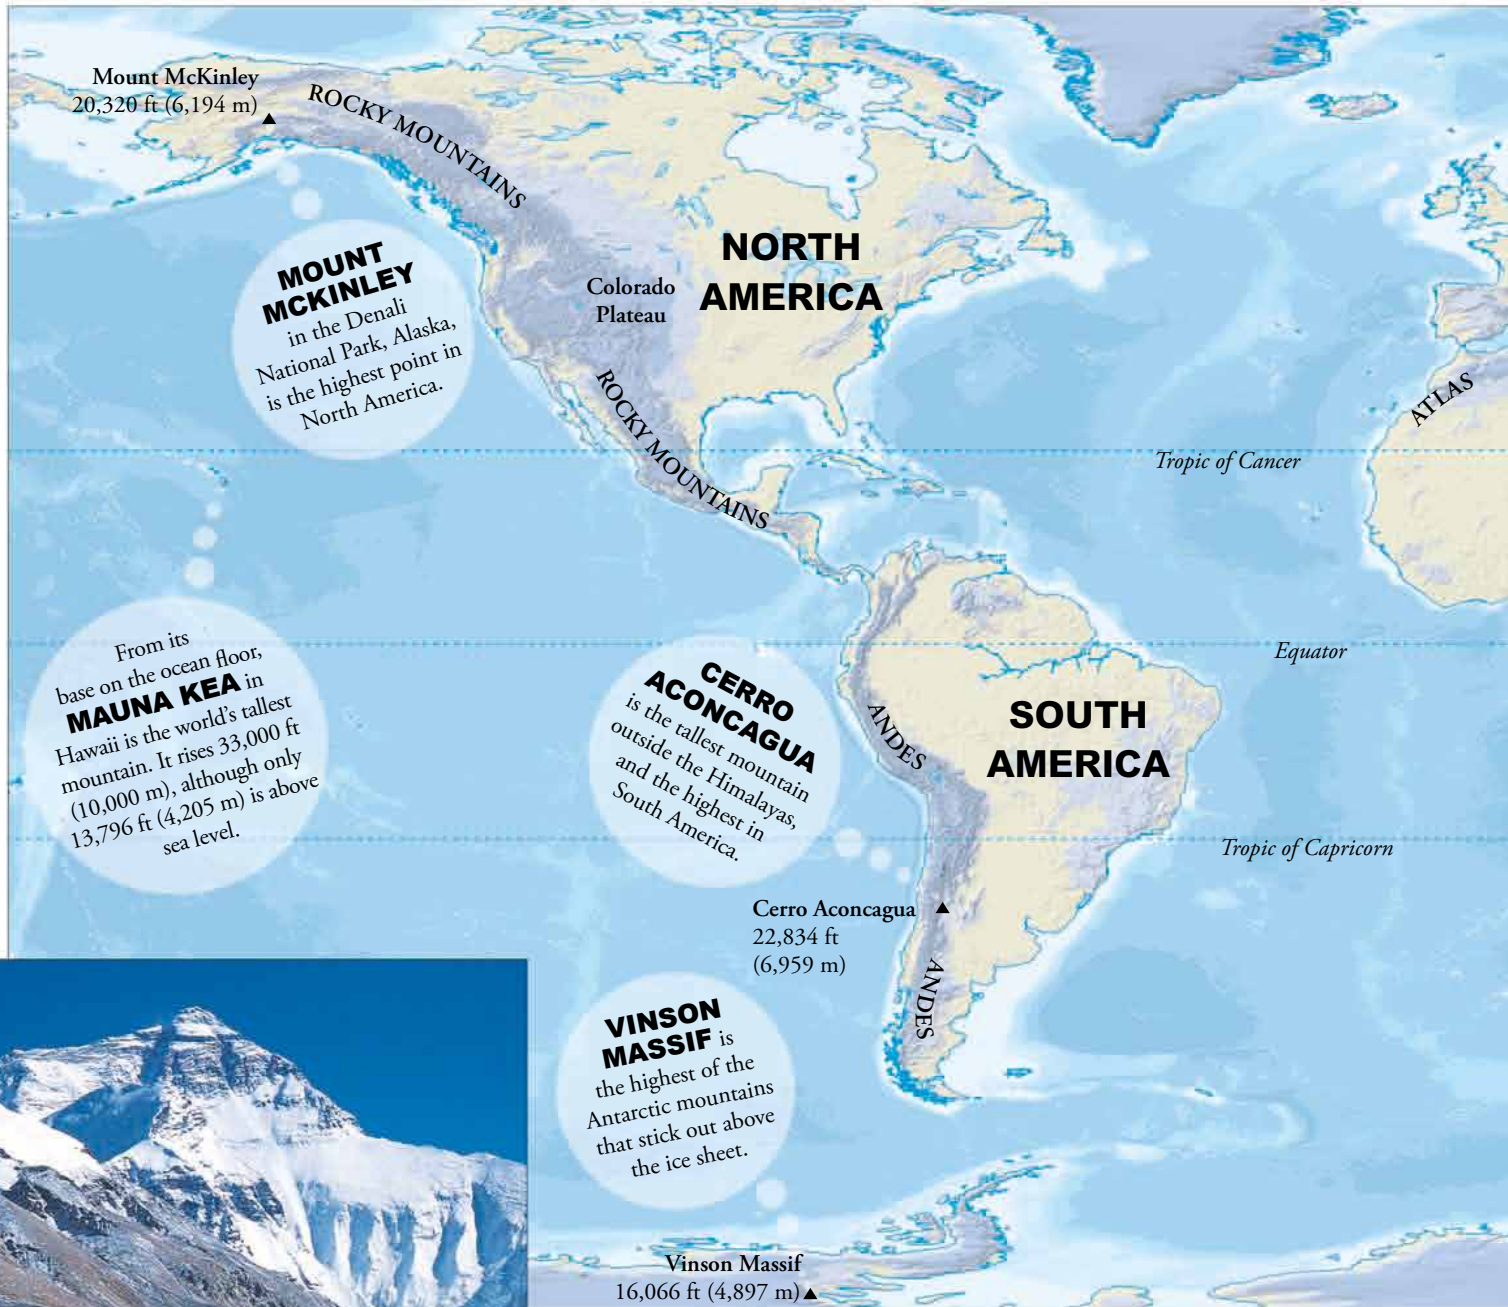 Mount McKinley
20,320 ft (6,194 m)
ROCKY MOUNTAINS
MOUNT
MCKINLEY
in the Denali
National Park, Alaska,
is the highest point in
North America.
NORTH
AMERICA
Colorado
Plateau
ROCKY MOUNTAINS
ATLAS
Tropic of Cancer
From its
base on the ocean floor,
MAUNA KEA in
Hawaii is the world's tallest
mountain. It rises 33,000 ft
(10,000 m), although only
13,796 ft (4,205 m) is above
sea level.
Equator
CERRO
ACONCAGUA
is the tallest mountain
outside the Himalayas,
and the highest in
South America.
ANDES
SOUTH
AMERICA
Tropic of Capricorn
Cerro Aconcagua
22,834 ft
(6,959 m)
ANDES
VINSON
MASSIF is
the highest of the
Antarctic mountains
that stick out above
the ice sheet.
Vinson Massif
16,066 ft (4,897 m)